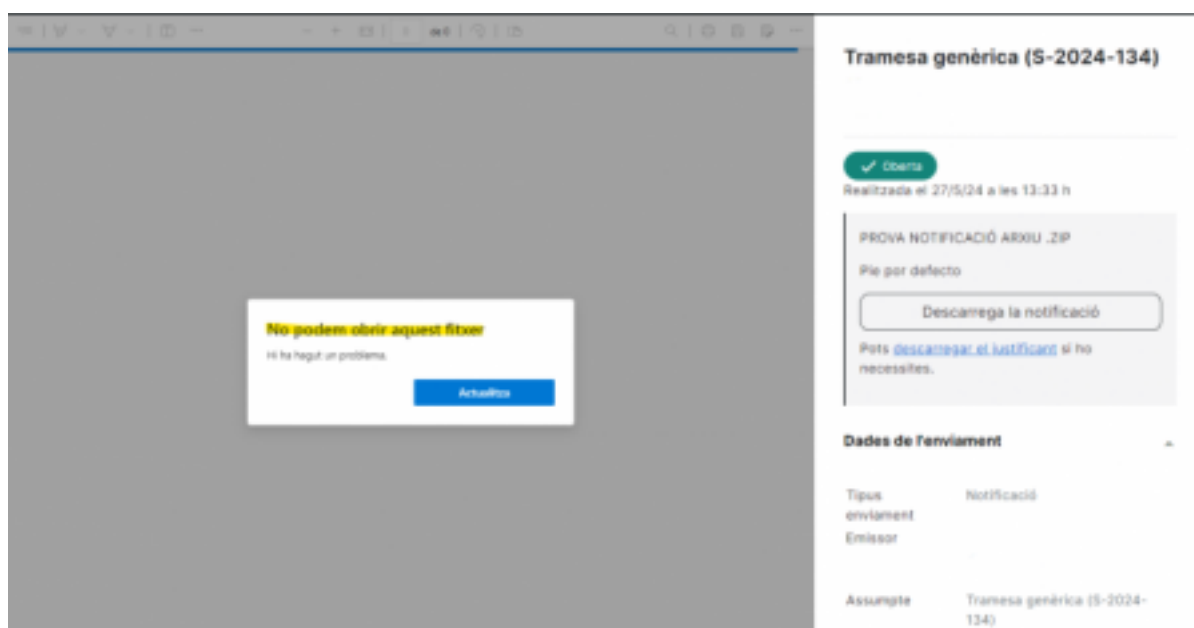 No podem obrir aquest fitxer
Hi ha hagut un problema.
Actualitza
Tramesa genèrica (S-2024-134)
Oberta
Realitzada el 27/5/24 a les 13:33 h
PROVA NOTIFICACIÓ ARXIU .ZIP
Pie por defecto
Descarrega la notificació
Pots descarregar el justificant si ho
necessites.
Dades de l'enviament
Tipus
enviament
Notificació
Emissor
Assumpte
Tramesa genèrica (S-2024-
134)